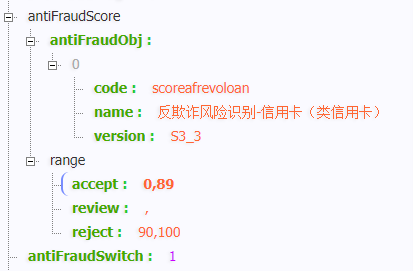 antiFraudScore
antiFraudObj :
0
code : scoreafrevoloan
name : 反欺诈风险识别-信用卡（类信用卡）
version : S3_3
range
accept : 0,89
review : ,
reject : 90,100
antiFraudSwitch : 1